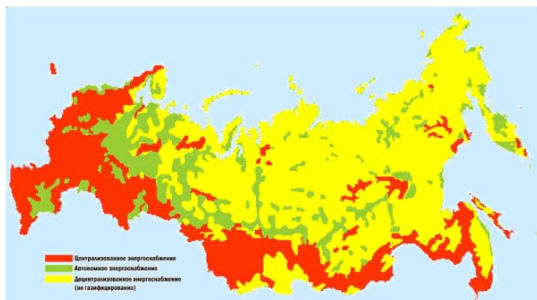 Централизованное энергоснабжение
Автономное энергоснабжение
Децентрализованное энергоснабжение
(не газифицировано)